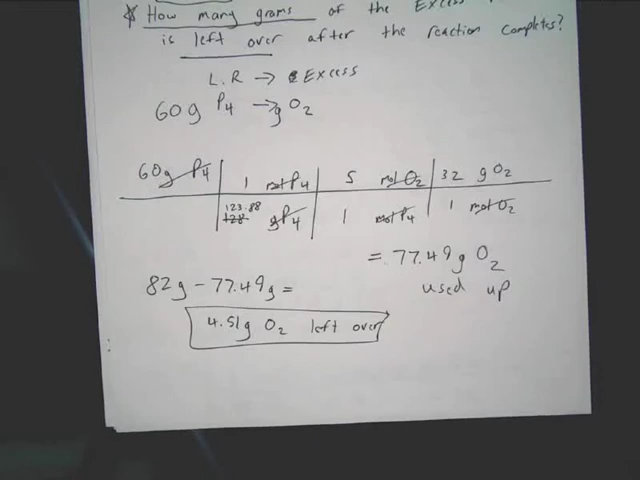 * How many grams of the Excess
is left over after the reaction completes?
L.R → Excess
60g P4 → g O2
60g P4 | 1 mol P4 | 5 mol O2 | 32 g O2
123.88 g P4 | 1 mol P4 | 1 mol O2
= 77.49g O2
used up
82g - 77.49g =
4.51g O2 left over